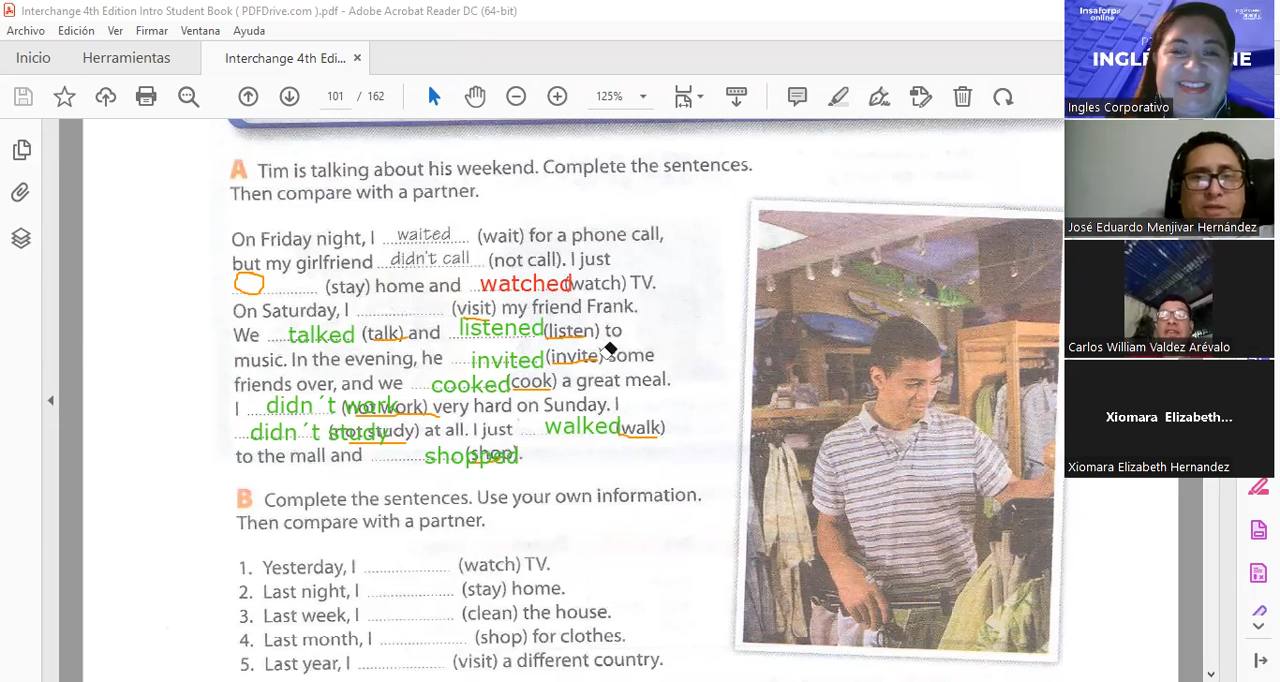 Interchange 4th Edition Intro Student Book ( PDFDrive.com ).pdf - Adobe Acrobat Reader DC (64-bit)
Archivo Edición Ver Firmar Ventana Ayuda
Inicio Herramientas Interchange 4th Edi... ×
101 / 162 125%
A Tim is talking about his weekend. Complete the sentences.
Then compare with a partner.
On Friday night, I waited (wait) for a phone call,
but my girlfriend didn't call (not call). I just
(stay) home and watched (watch) TV.
On Saturday, I (visit) my friend Frank.
We talked (talk) and listened (listen) to
music. In the evening, he invited (invite) some
friends over, and we cooked (cook) a great meal.
I didn´t work (not work) very hard on Sunday. I
didn´t study (not study) at all. I just walked (walk)
to the mall and shopped (shop).
B Complete the sentences. Use your own information.
Then compare with a partner.
1. Yesterday, I (watch) TV.
2. Last night, I (stay) home.
3. Last week, I (clean) the house.
4. Last month, I (shop) for clothes.
5. Last year, I (visit) a different country.
Insaforp
online
INGLÉ NE
Ingles Corporativo
José Eduardo Menjivar Hernández
Carlos William Valdez Arévalo
Xiomara Elizabeth...
Xiomara Elizabeth Hernandez